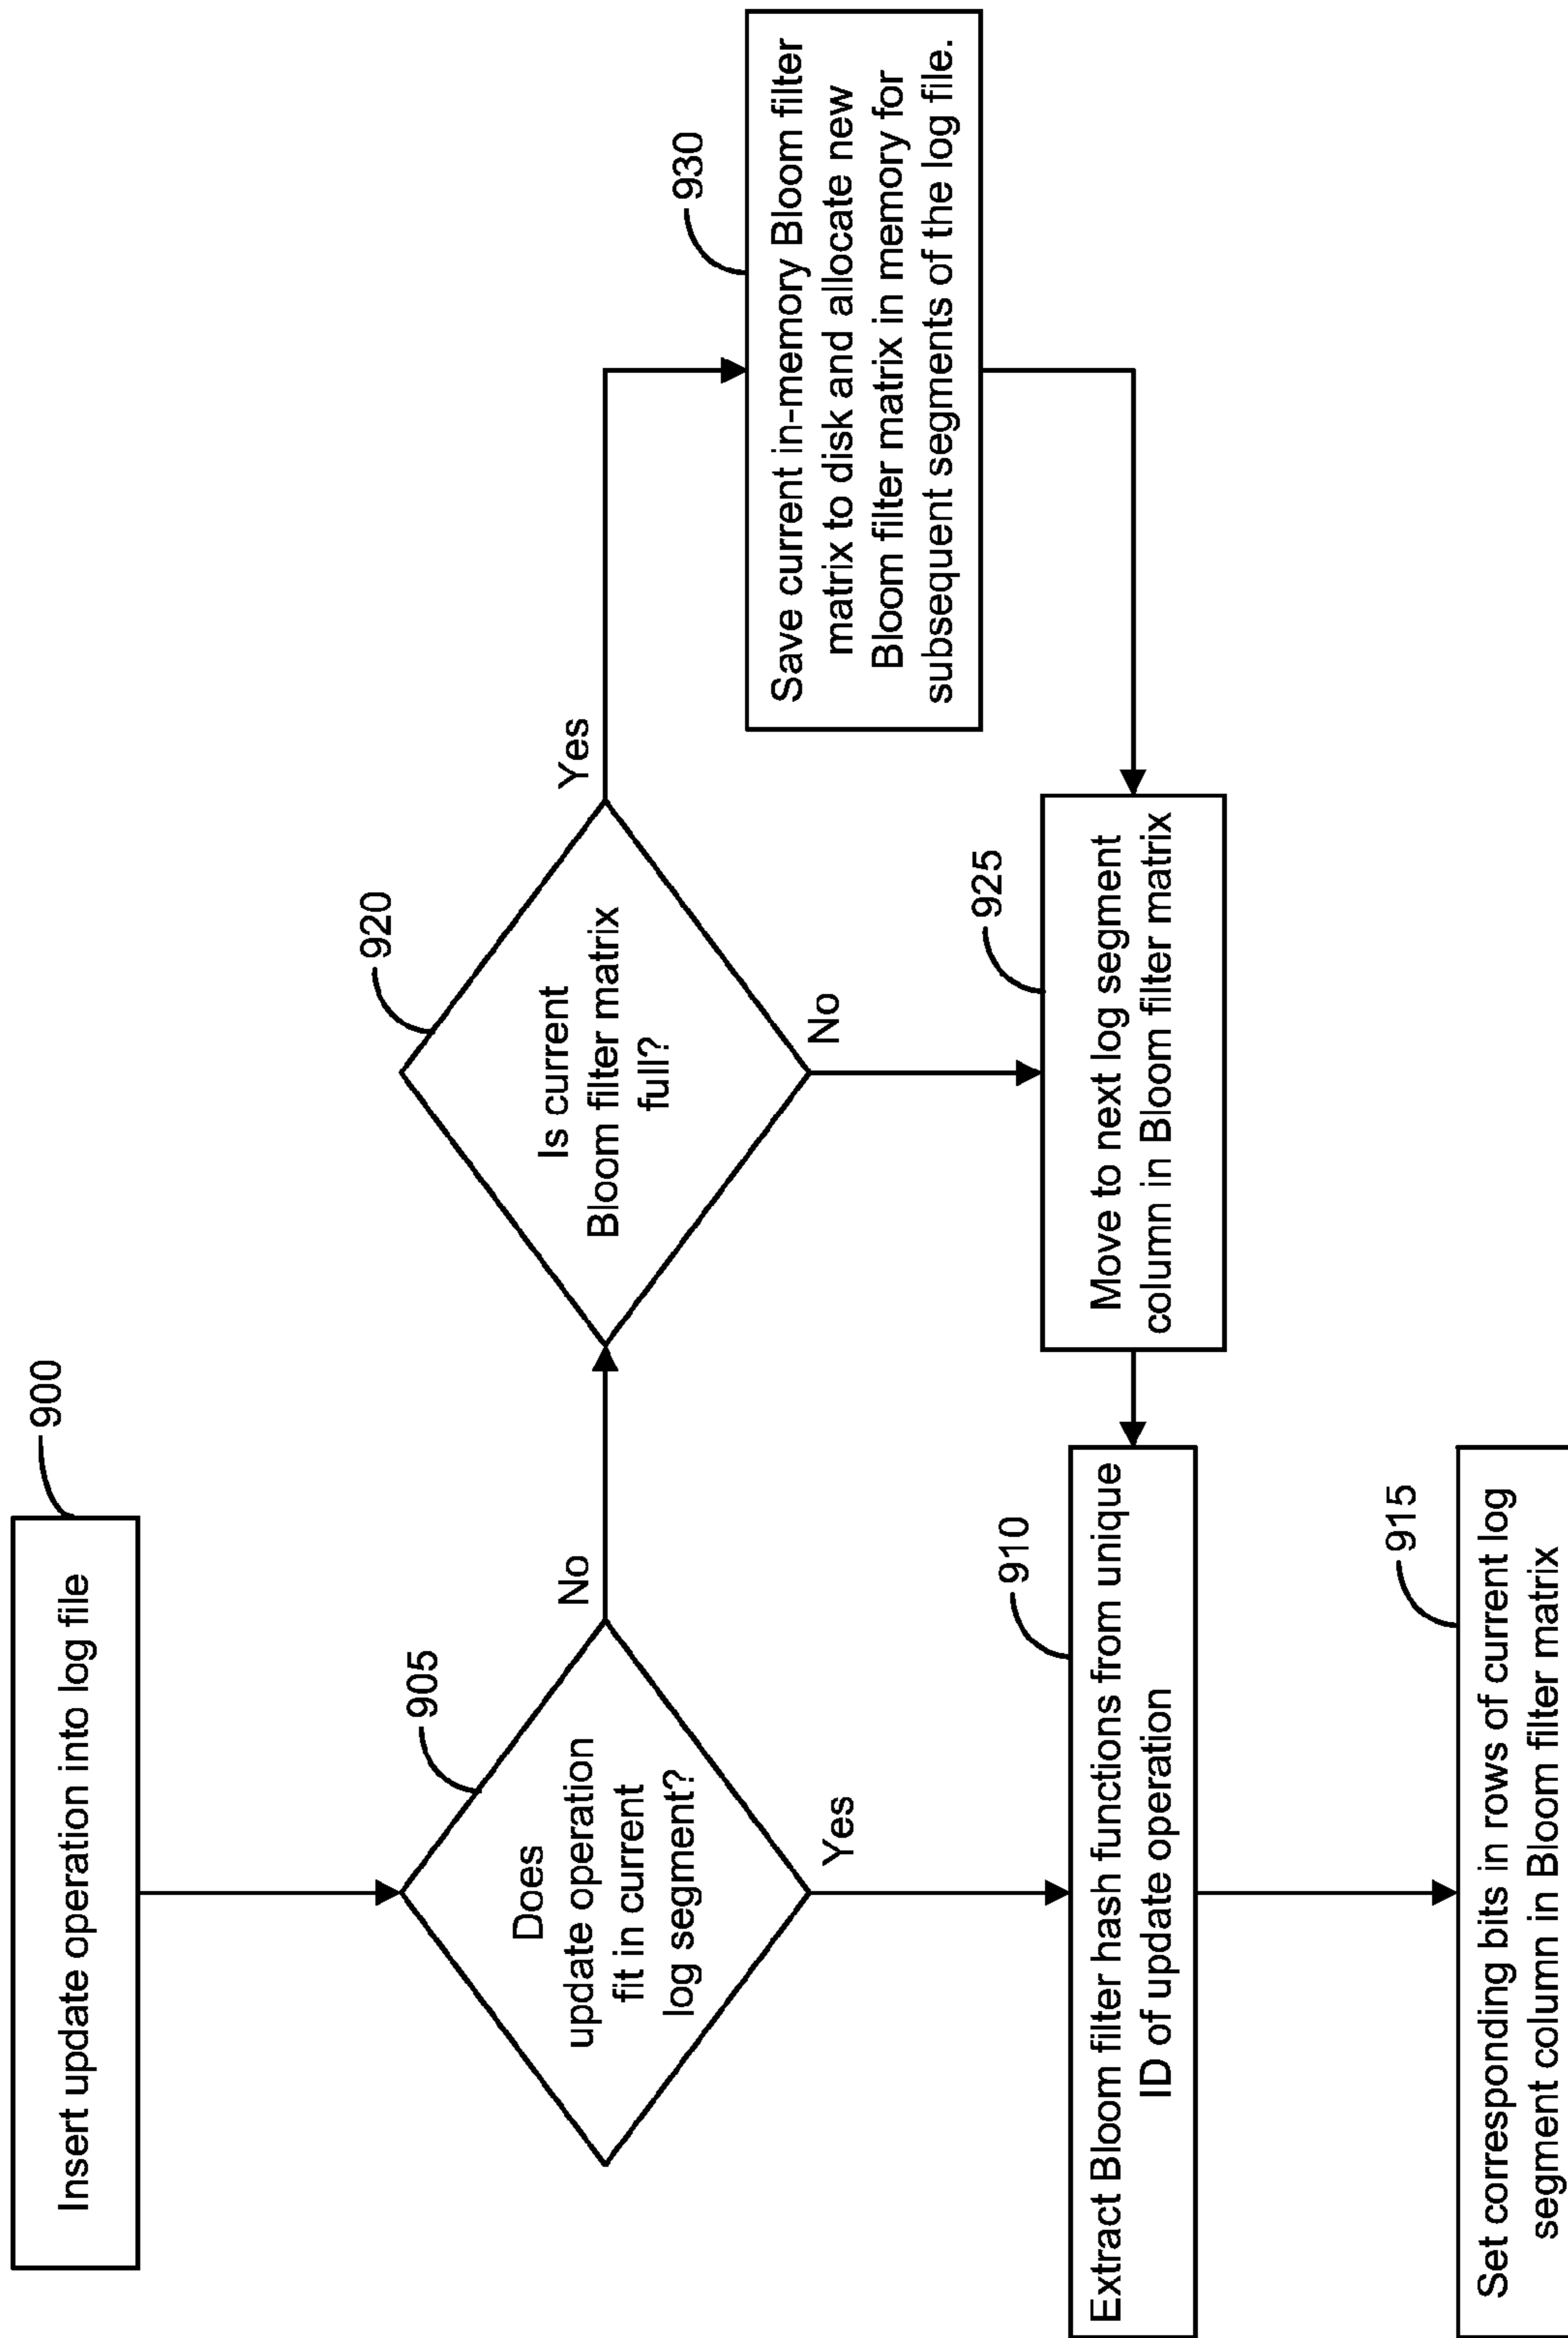 900
Insert update operation into log file
905
Does
update operation
fit in current
log segment?
No
Yes
920
Is current
Bloom filter matrix
full?
Yes
No
930
Save current in-memory Bloom filter
matrix to disk and allocate new
Bloom filter matrix in memory for
subsequent segments of the log file.
925
Move to next log segment
column in Bloom filter matrix
910
Extract Bloom filter hash functions from unique
ID of update operation
915
Set corresponding bits in rows of current log
segment column in Bloom filter matrix